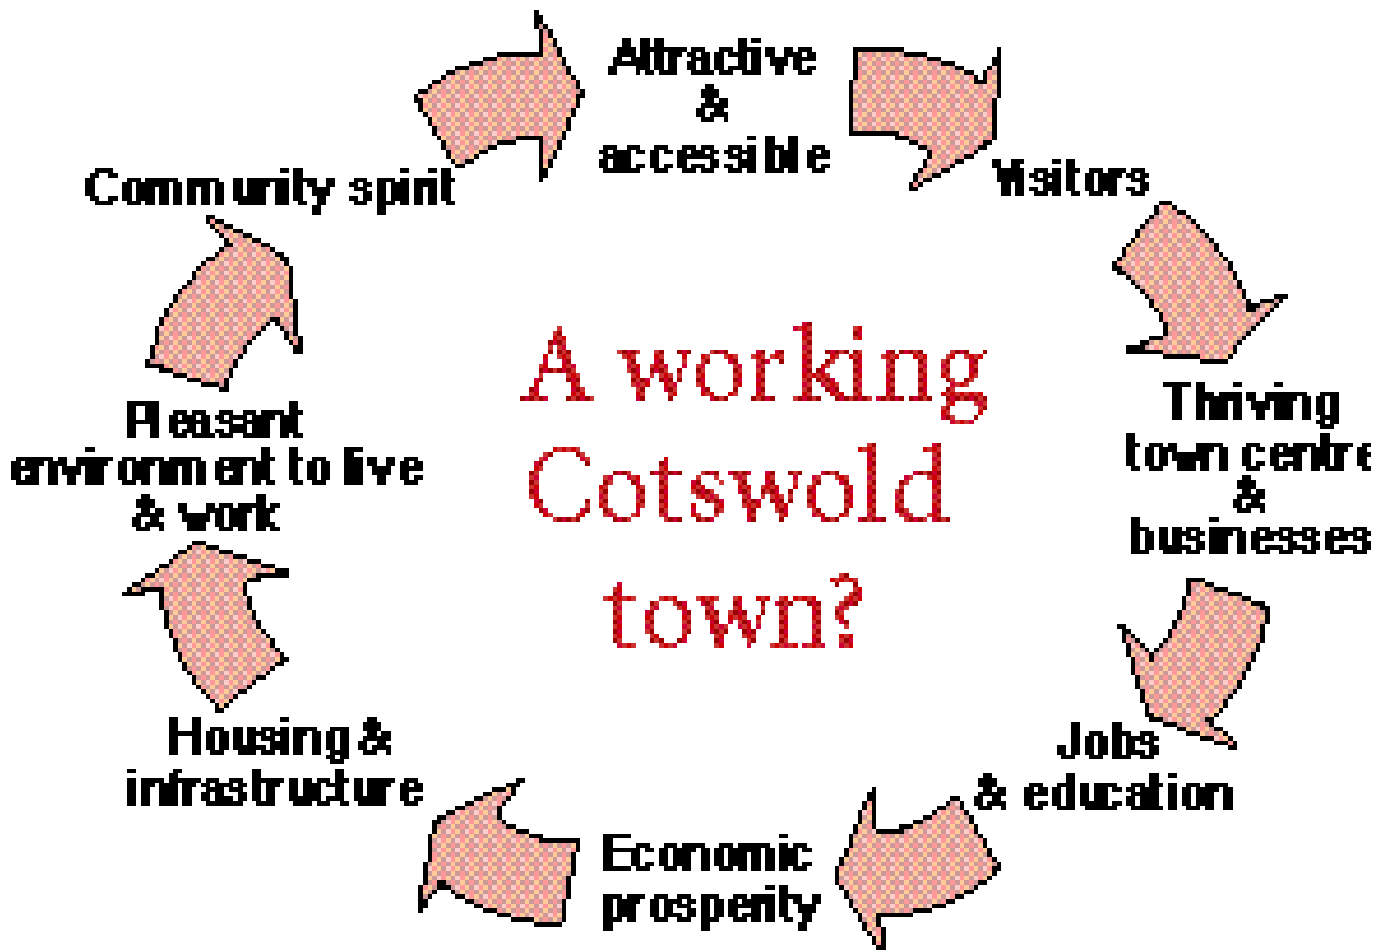 Attractive
&
accessible
Visitors
Thriving
town centre
&
businesses
Jobs
& education
Economic
prosperity
Housing &
infrastructure
Pleasant
environment to live
& work
Community spirit
A working
Cotswold
town?